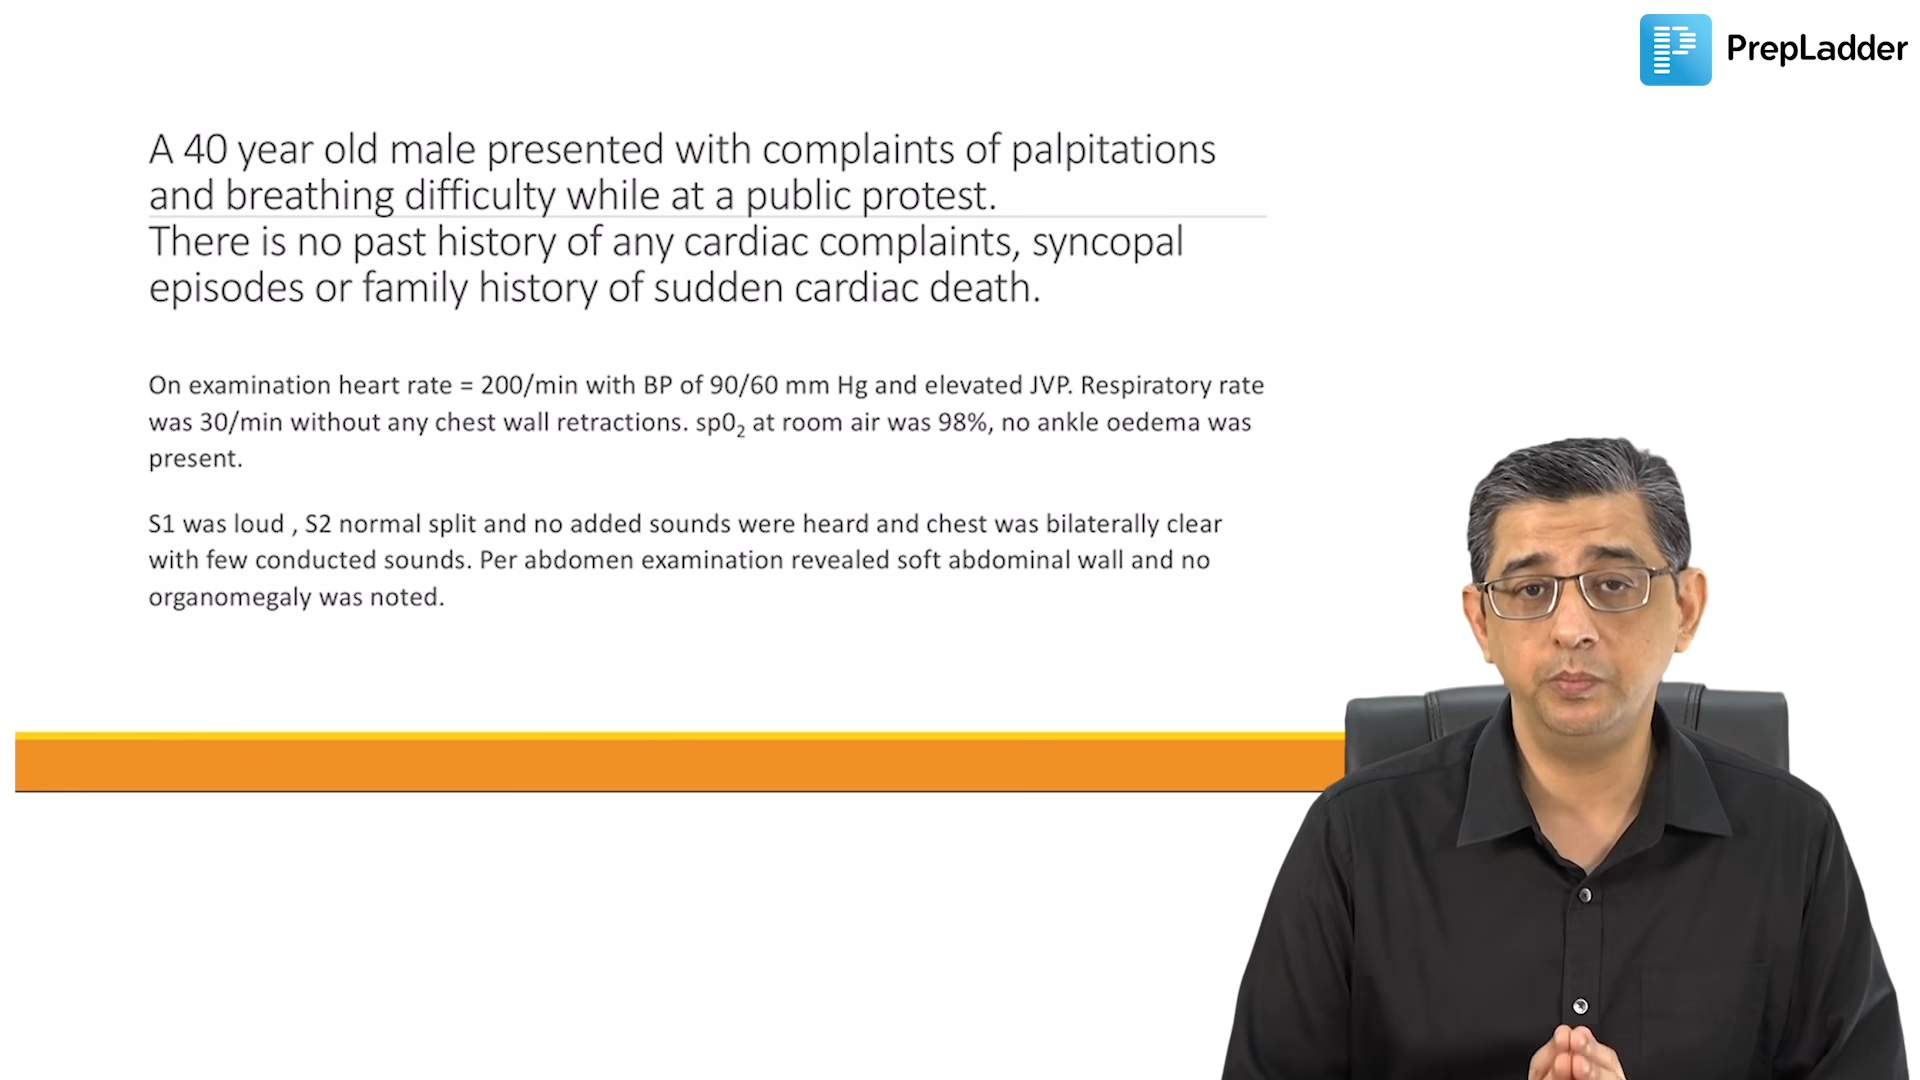 PrepLadder
A 40 year old male presented with complaints of palpitations
and breathing difficulty while at a public protest.
There is no past history of any cardiac complaints, syncopal
episodes or family history of sudden cardiac death.
On examination heart rate = 200/min with BP of 90/60 mm Hg and elevated JVP. Respiratory rate
was 30/min without any chest wall retractions. sp0₂ at room air was 98%, no ankle oedema was
present.
S1 was loud , S2 normal split and no added sounds were heard and chest was bilaterally clear
with few conducted sounds. Per abdomen examination revealed soft abdominal wall and no
organomegaly was noted.